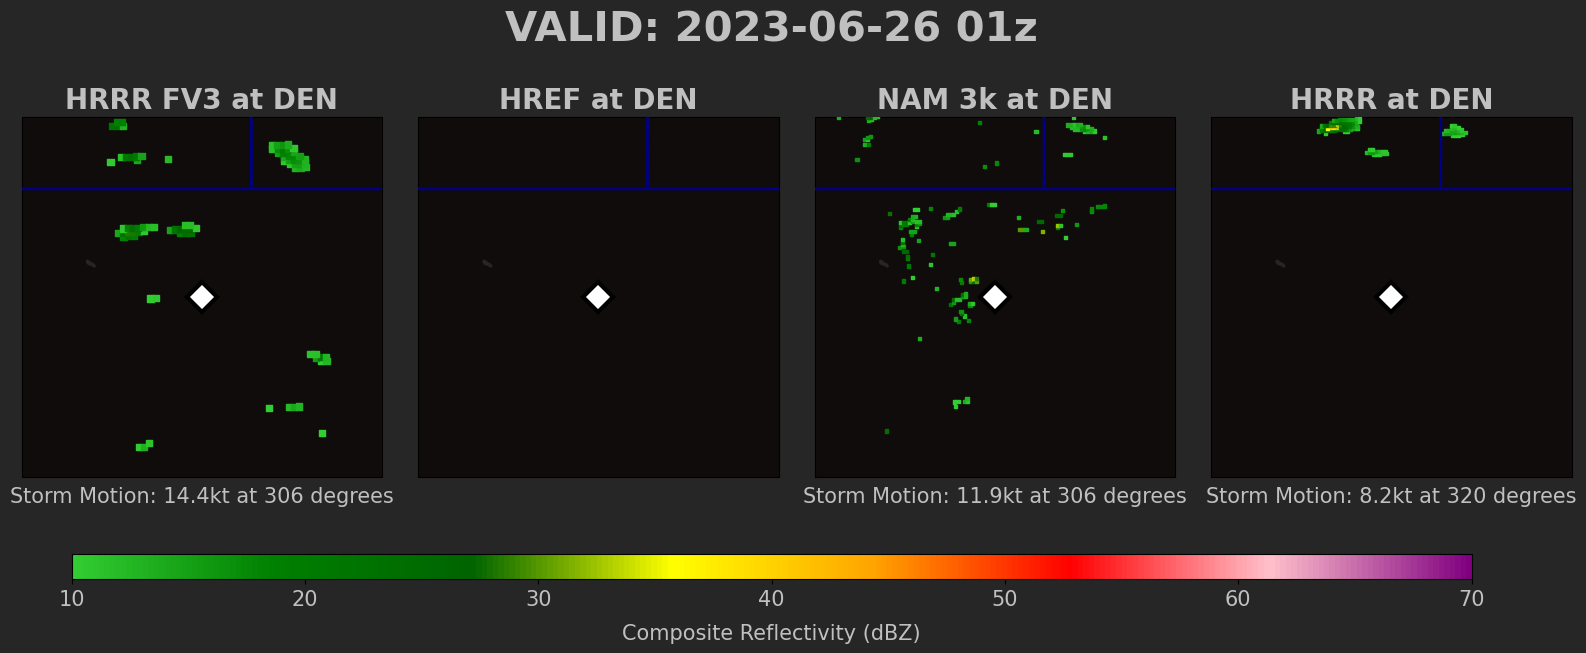 VALID: 2023-06-26 01z
HRRR FV3 at DEN
HREF at DEN
NAM 3k at DEN
HRRR at DEN
Storm Motion: 14.4kt at 306 degrees
Storm Motion: 11.9kt at 306 degrees
Storm Motion: 8.2kt at 320 degrees
10 20 30 40 50 60 70
Composite Reflectivity (dBZ)